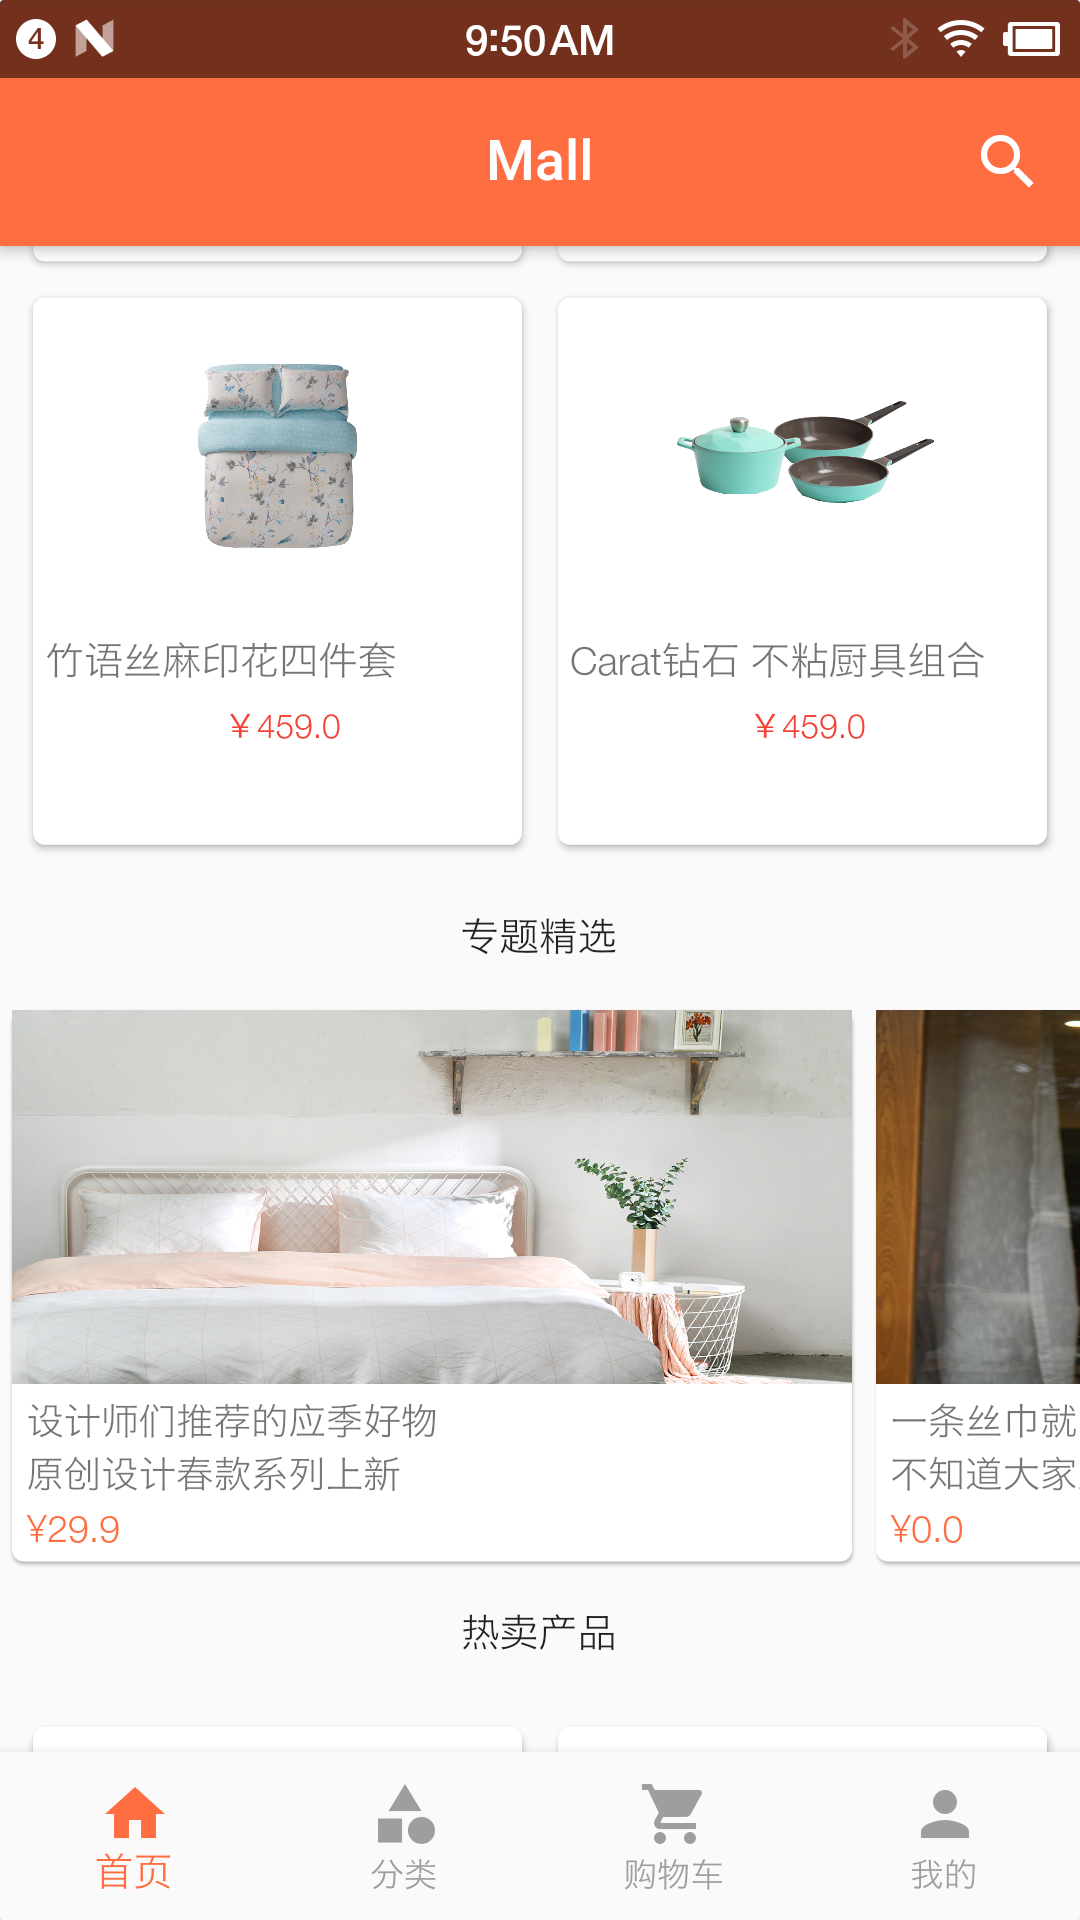 4
9:50AM
Mall
竹语丝麻印花四件套
¥459.0
Carat钻石 不粘厨具组合
¥459.0
专题精选
设计师们推荐的应季好物
原创设计春款系列上新
¥29.9
一条丝巾就
不知道大家
¥0.0
热卖产品
首页
分类
购物车
我的